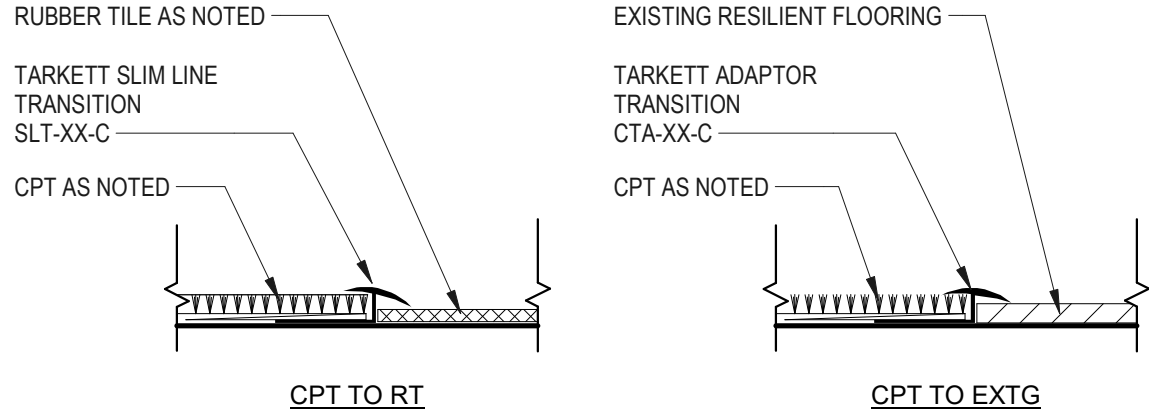 RUBBER TILE AS NOTED
TARKETT SLIM LINE
TRANSITION
SLT-XX-C
CPT AS NOTED
CPT TO RT
EXISTING RESILIENT FLOORING
TARKETT ADAPTOR
TRANSITION
CTA-XX-C
CPT AS NOTED
CPT TO EXTG